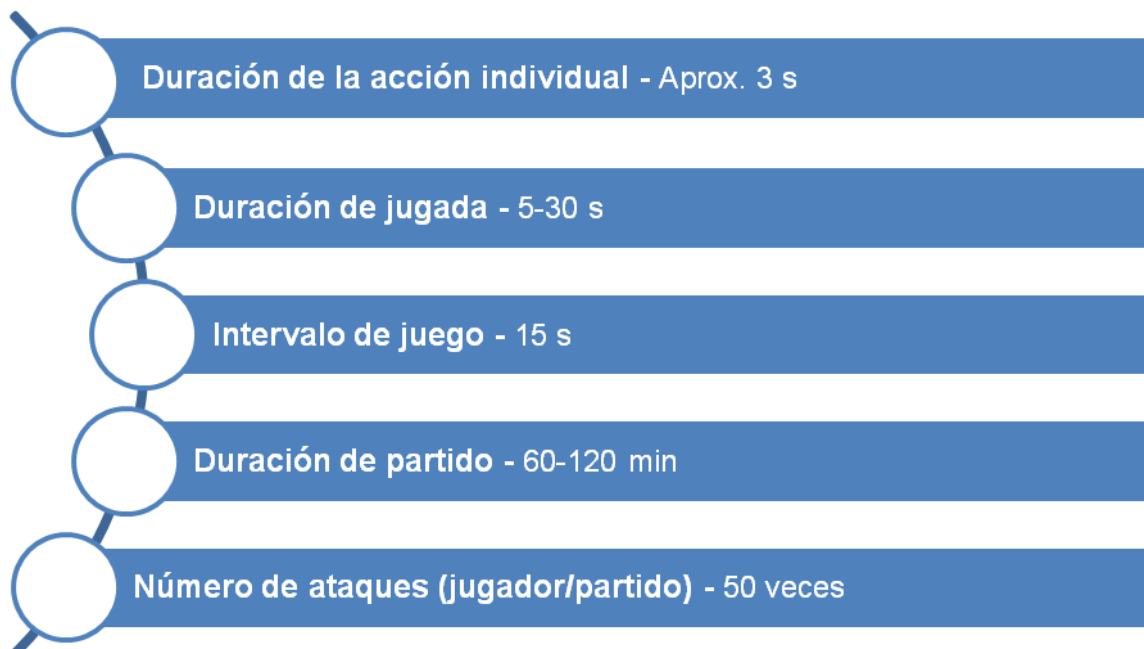 Duración de la acción individual - Aprox. 3 s
Duración de jugada - 5-30 s
Intervalo de juego - 15 s
Duración de partido - 60-120 min
Número de ataques (jugador/partido) - 50 veces